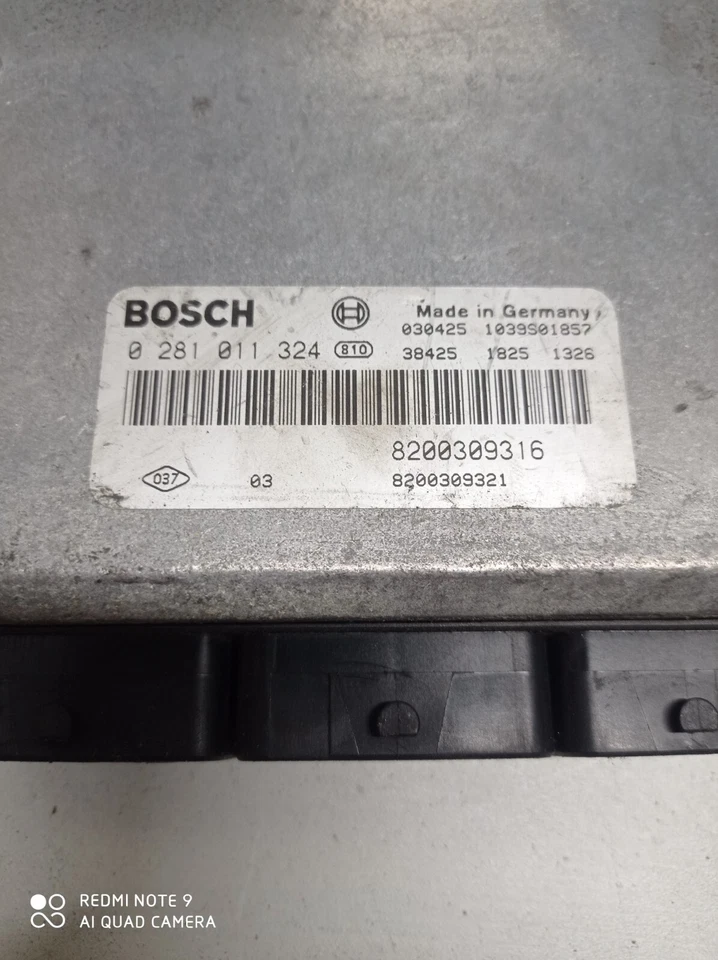 BOSCH Made in Germany
030425 1039S01857
0 281 011 324 810 38425 1825 1326
8200309316
037 03 8200309321
REDMI NOTE 9
AI QUAD CAMERA